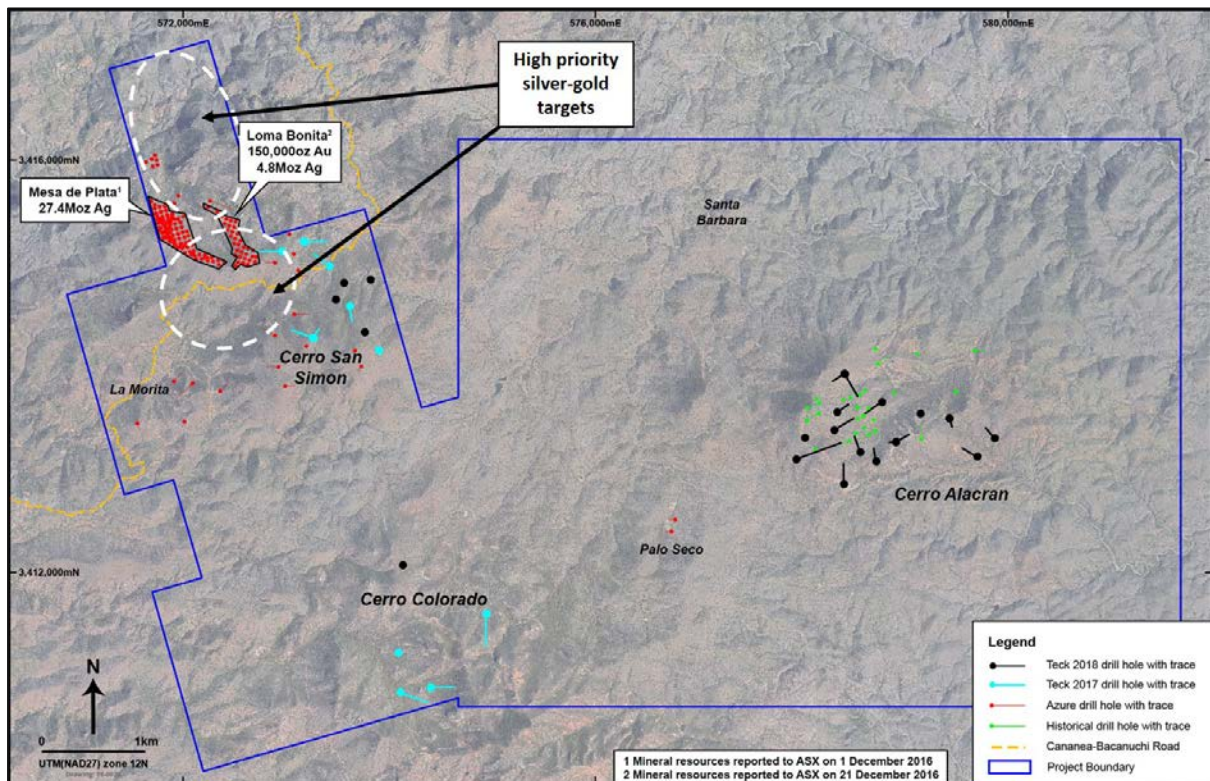 572,000mE
576,000mE
580,000mE
High priority
silver-gold
targets
Loma Bonita²
150,000oz Au
4.8Moz Ag
3,416,000mN
Mesa de Plata¹
27.4Moz Ag
Santa
Barbara
Cerro San
Simon
La Morita
Cerro Alacran
Palo Seco
3,412,000mN
Cerro Colorado
N
0 1km
UTM(NAD27) zone 12N
Legend
Teck 2018 drill hole with trace
Teck 2017 drill hole with trace
Azure drill hole with trace
Historical drill hole with trace
Cananea-Bacanuchi Road
Project Boundary
1 Mineral resources reported to ASX on 1 December 2016
2 Mineral resources reported to ASX on 21 December 2016